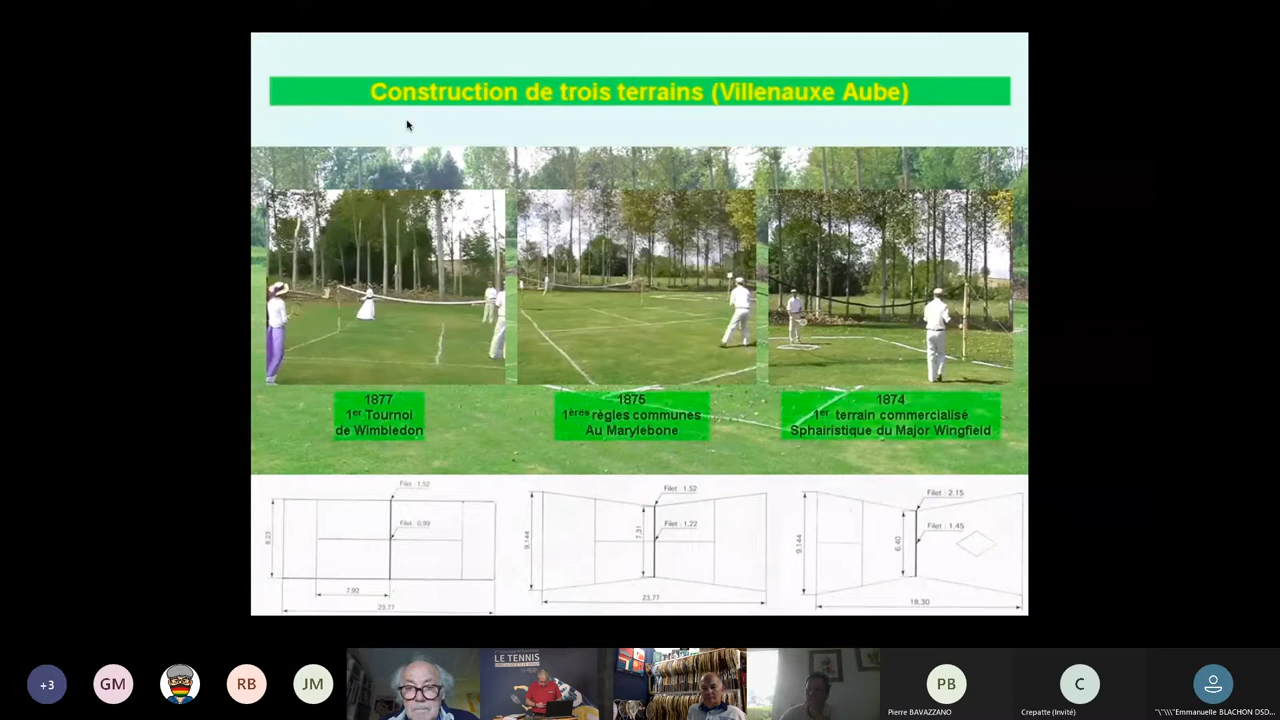 Construction de trois terrains (Villenauxe Aube)
1877
1er Tournoi
de Wimbledon
1875
1ères règles communes
Au Marylebone
1874
1er terrain commercialisé
Sphairistique du Major Wingfield
Filet : 1,52
Filet : 0,99
8,23
7,92
23,77
Filet : 1.52
Filet : 1,22
9,144
7,31
23,77
Filet : 2.15
Filet : 1.45
9,144
6,40
18,30
+3
GM
RB
JM
LE TENNIS
PB
Pierre BAVAZZANO
C
Crepatte (Invité)
"\"\\\"Emmanuelle BLACHON DSD...